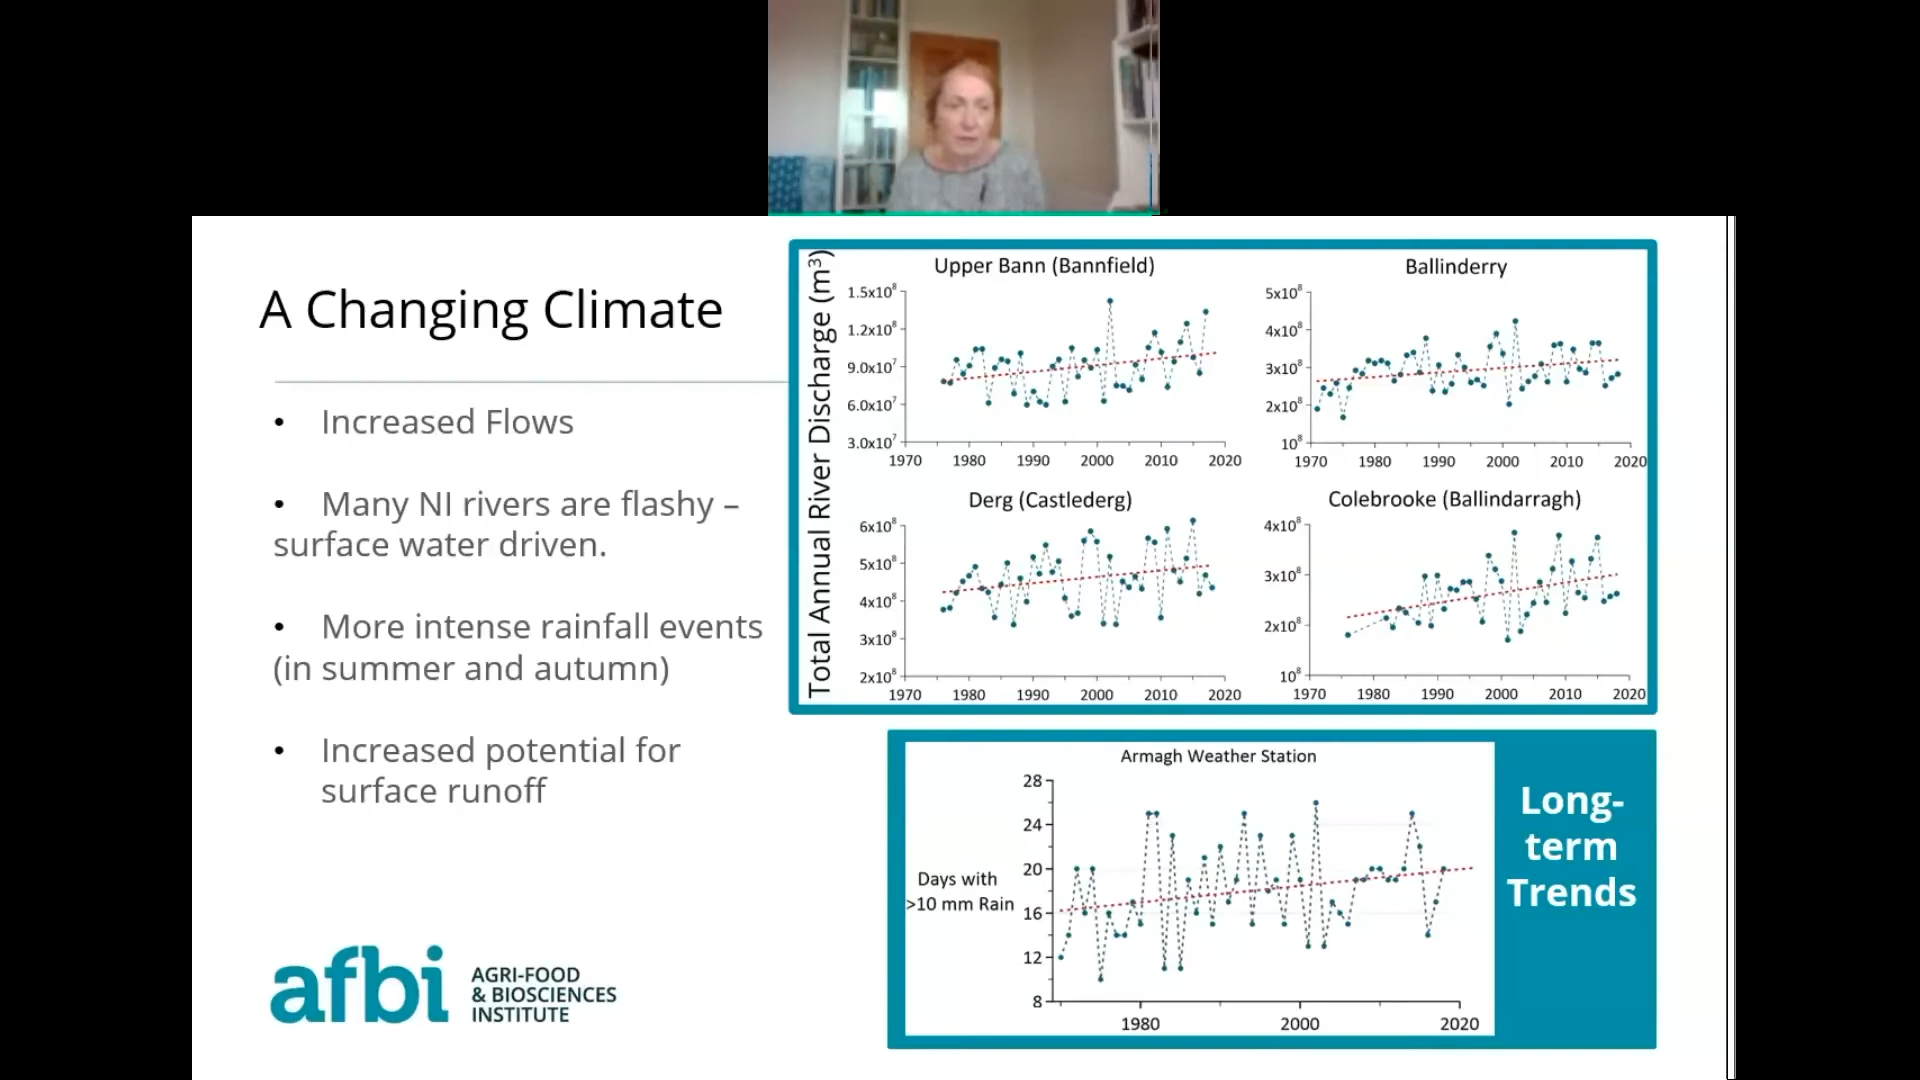 A Changing Climate
• Increased Flows
• Many NI rivers are flashy –
surface water driven.
• More intense rainfall events
(in summer and autumn)
• Increased potential for
surface runoff
afbi
AGRI-FOOD
& BIOSCIENCES
INSTITUTE
Total Annual River Discharge (m³)
Upper Bann (Bannfield)
1.5x10⁸
1.2x10⁸
9.0x10⁷
6.0x10⁷
3.0x10⁷
1970 1980 1990 2000 2010 2020
Ballinderry
5x10⁸
4x10⁸
3x10⁸
2x10⁸
10⁸
1970 1980 1990 2000 2010 2020
Derg (Castlederg)
6x10⁸
5x10⁸
4x10⁸
3x10⁸
2x10⁸
1970 1980 1990 2000 2010 2020
Colebrooke (Ballindarragh)
4x10⁸
3x10⁸
2x10⁸
10⁸
1970 1980 1990 2000 2010 2020
Armagh Weather Station
Days with
>10 mm Rain
28
24
20
16
12
8
1980 2000 2020
Long-
term
Trends